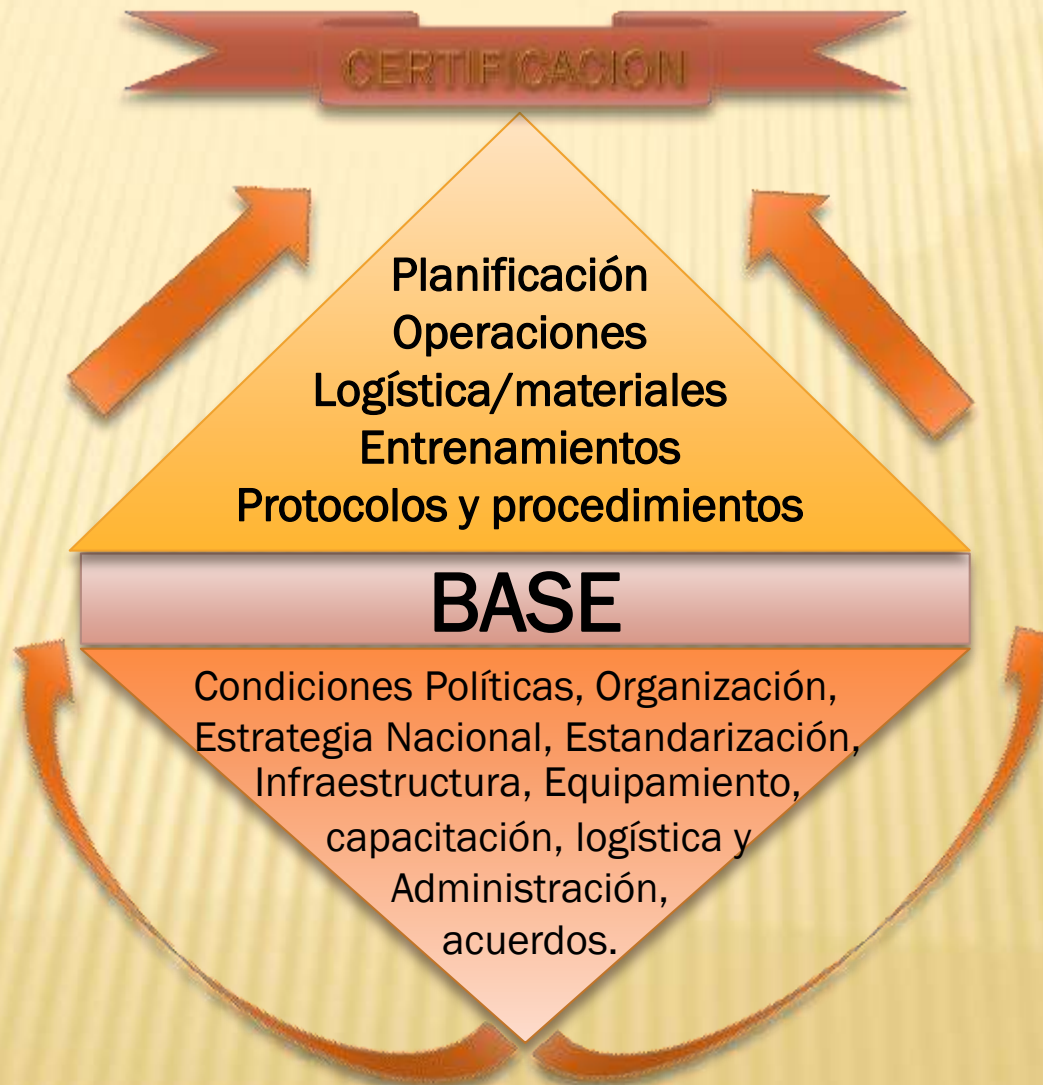 CERTIFICACION
Planificación
Operaciones
Logística/materiales
Entrenamientos
Protocolos y procedimientos
BASE
Condiciones Políticas, Organización,
Estrategia Nacional, Estandarización,
Infraestructura, Equipamiento,
capacitación, logística y
Administración,
acuerdos.